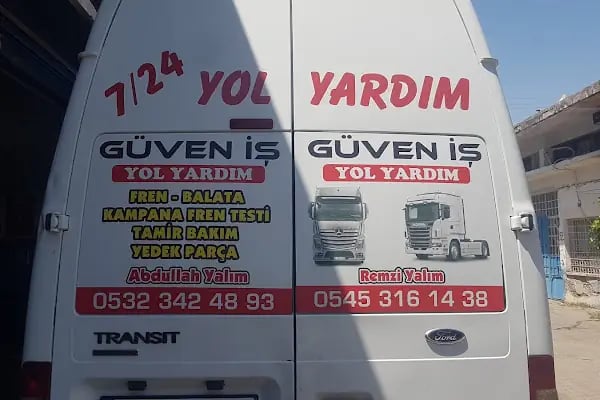 7/24 YOL YARDIM
GÜVEN İŞ
YOL YARDIM
FREN - BALATA
KAMPANA FREN TESTİ
TAMİR BAKIM
YEDEK PARÇA
Abdullah Yalım
0532 342 48 93
GÜVEN İŞ
YOL YARDIM
Remzi Yalım
0545 316 14 38
TRANSIT
Ford